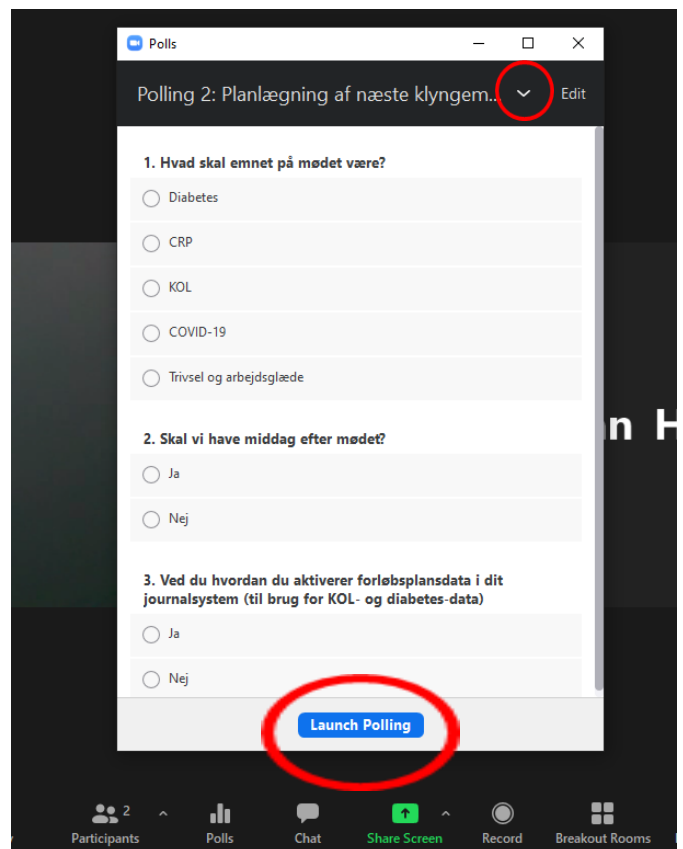 Polls
Polling 2: Planlægning af næste klyngem... Edit
1. Hvad skal emnet på mødet være?
Diabetes
CRP
KOL
COVID-19
Trivsel og arbejdsglæde
2. Skal vi have middag efter mødet?
Ja
Nej
3. Ved du hvordan du aktiverer forløbsplansdata i dit
journalsystem (til brug for KOL- og diabetes-data)
Ja
Nej
Launch Polling
n H
2
Participants Polls Chat Share Screen Record Breakout Rooms